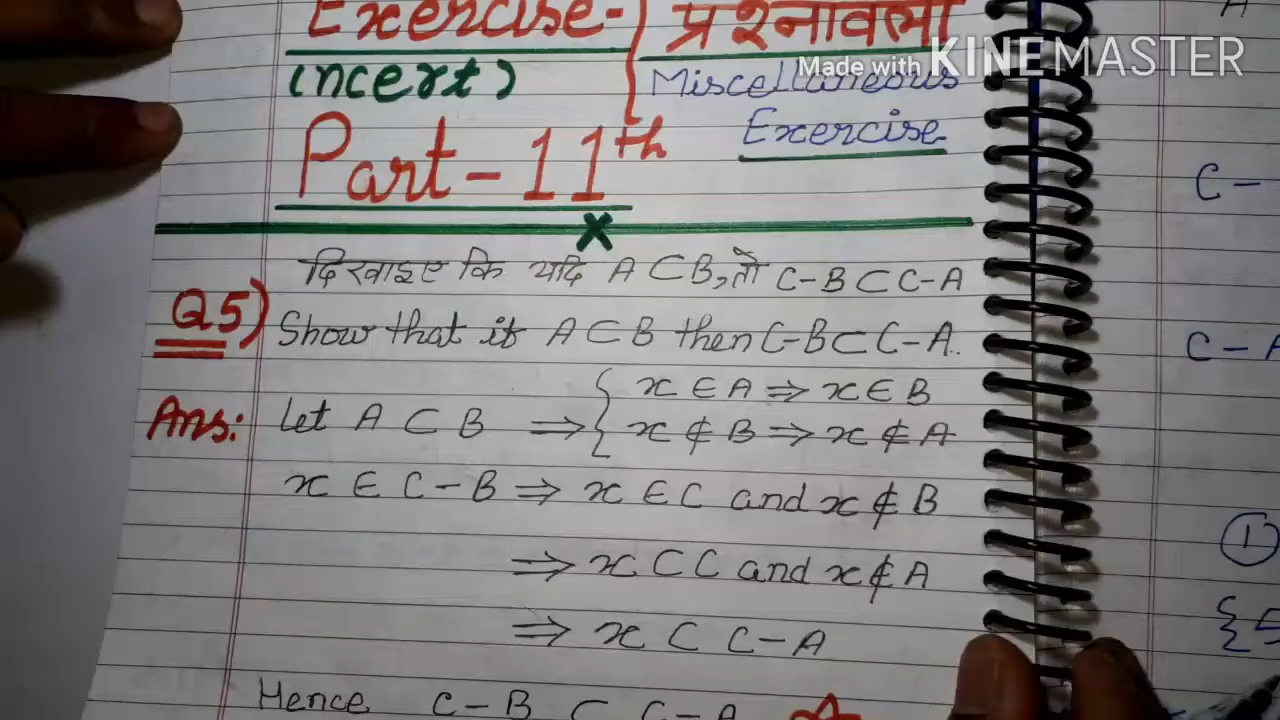 Exercise- प्रश्नावली
Made with KINEMASTER
(ncert) Miscellaneous
Exercise
Part-11th
दिखाइए कि यदि A ⊂ B, तो C-B ⊂ C-A
Q5) Show that if A ⊂ B then C-B ⊂ C-A.
Ans: Let A ⊂ B ⇒ { x ∈ A ⇒ x ∈ B
x ∉ B ⇒ x ∉ A
x ∈ C-B ⇒ x ∈ C and x ∉ B
⇒ x ⊂ C and x ∉ A
⇒ x ⊂ C-A
Hence C-B ⊂ C-A
C-
C-A
①